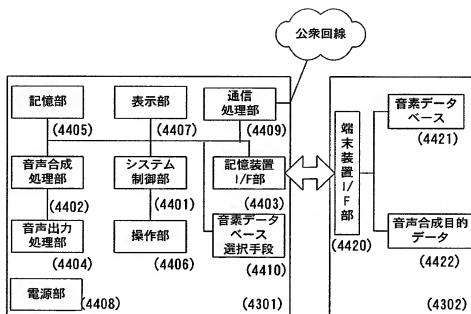 公衆回線
記憶部
(4405)
表示部
(4407)
通信
処理部
(4409)
音声合成
処理部
(4402)
システム
制御部
(4401)
記憶装置
I/F部
(4403)
音声出力
処理部
(4404)
操作部
(4406)
音素データ
ベース
選択手段
(4410)
電源部
(4408)
(4301)
端末装置I/F部
(4420)
音素データ
ベース
(4421)
音声合成目的
データ
(4422)
(4302)